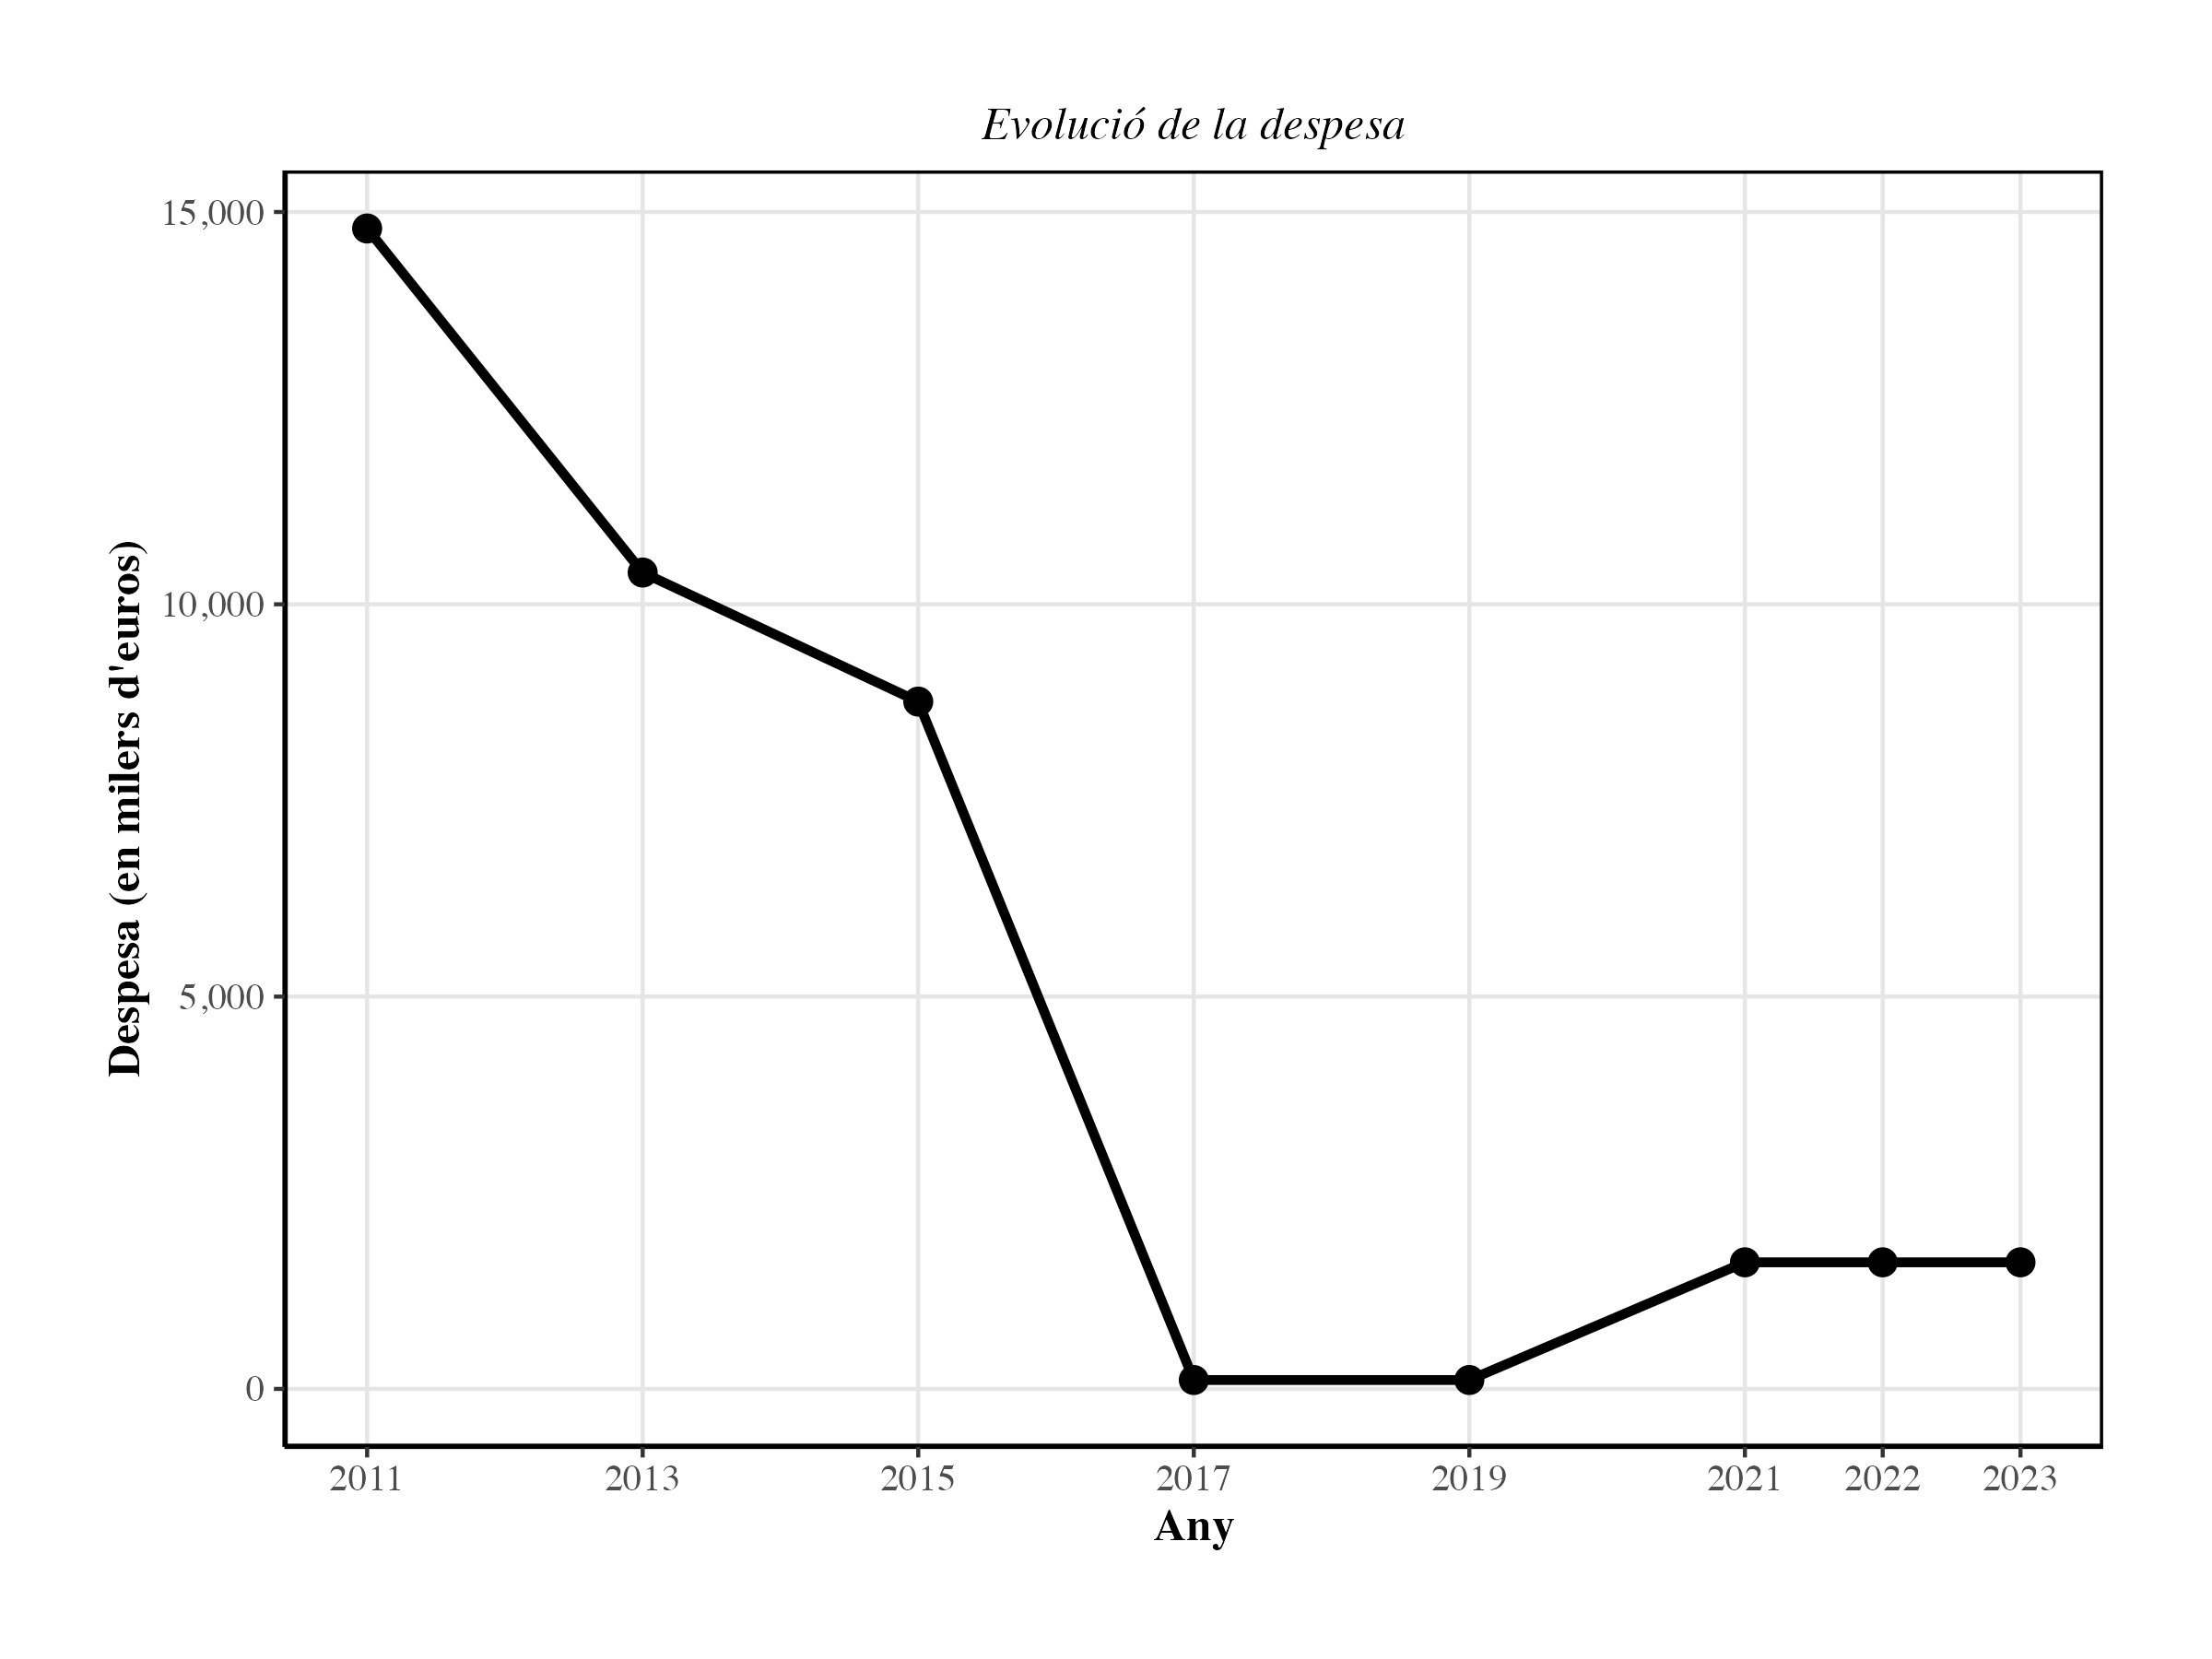 Evolució de la despesa
Despesa (en milers d'euros)
15,000
10,000
5,000
0
2011 2013 2015 2017 2019 2021 2022 2023
Any